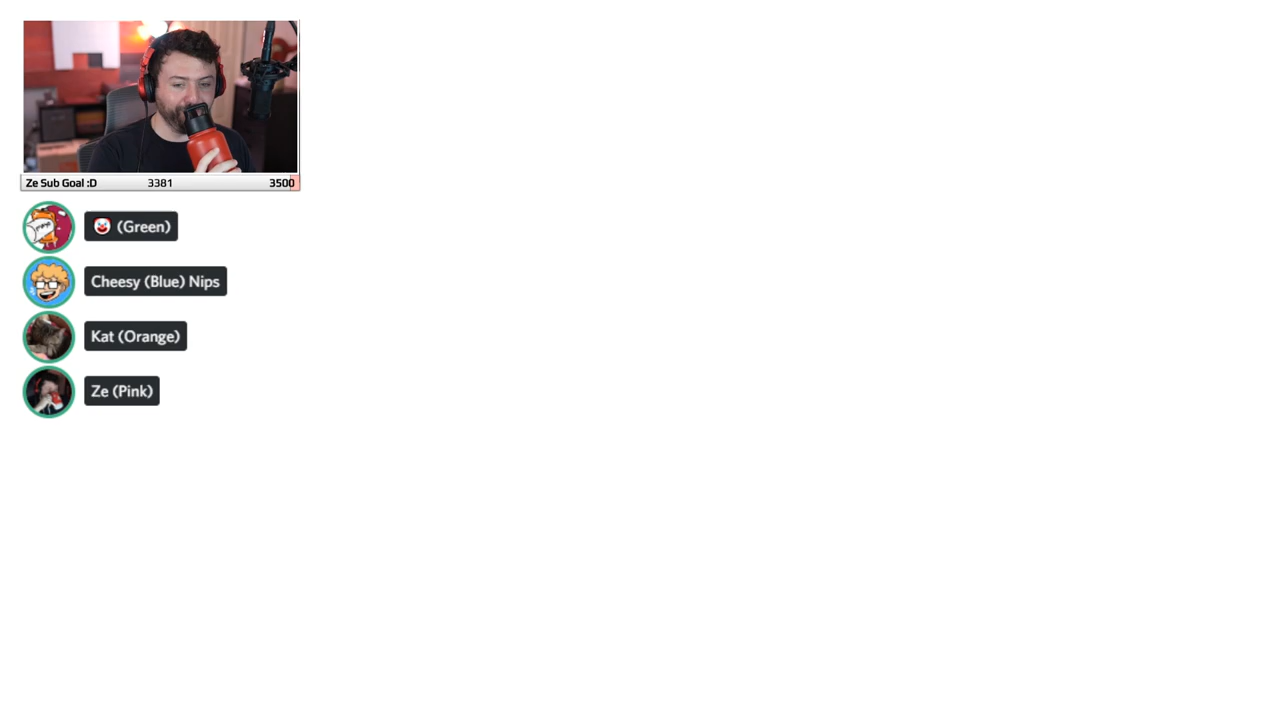 Ze Sub Goal :D 3381 3500
🤡 (Green)
Cheesy (Blue) Nips
Kat (Orange)
Ze (Pink)